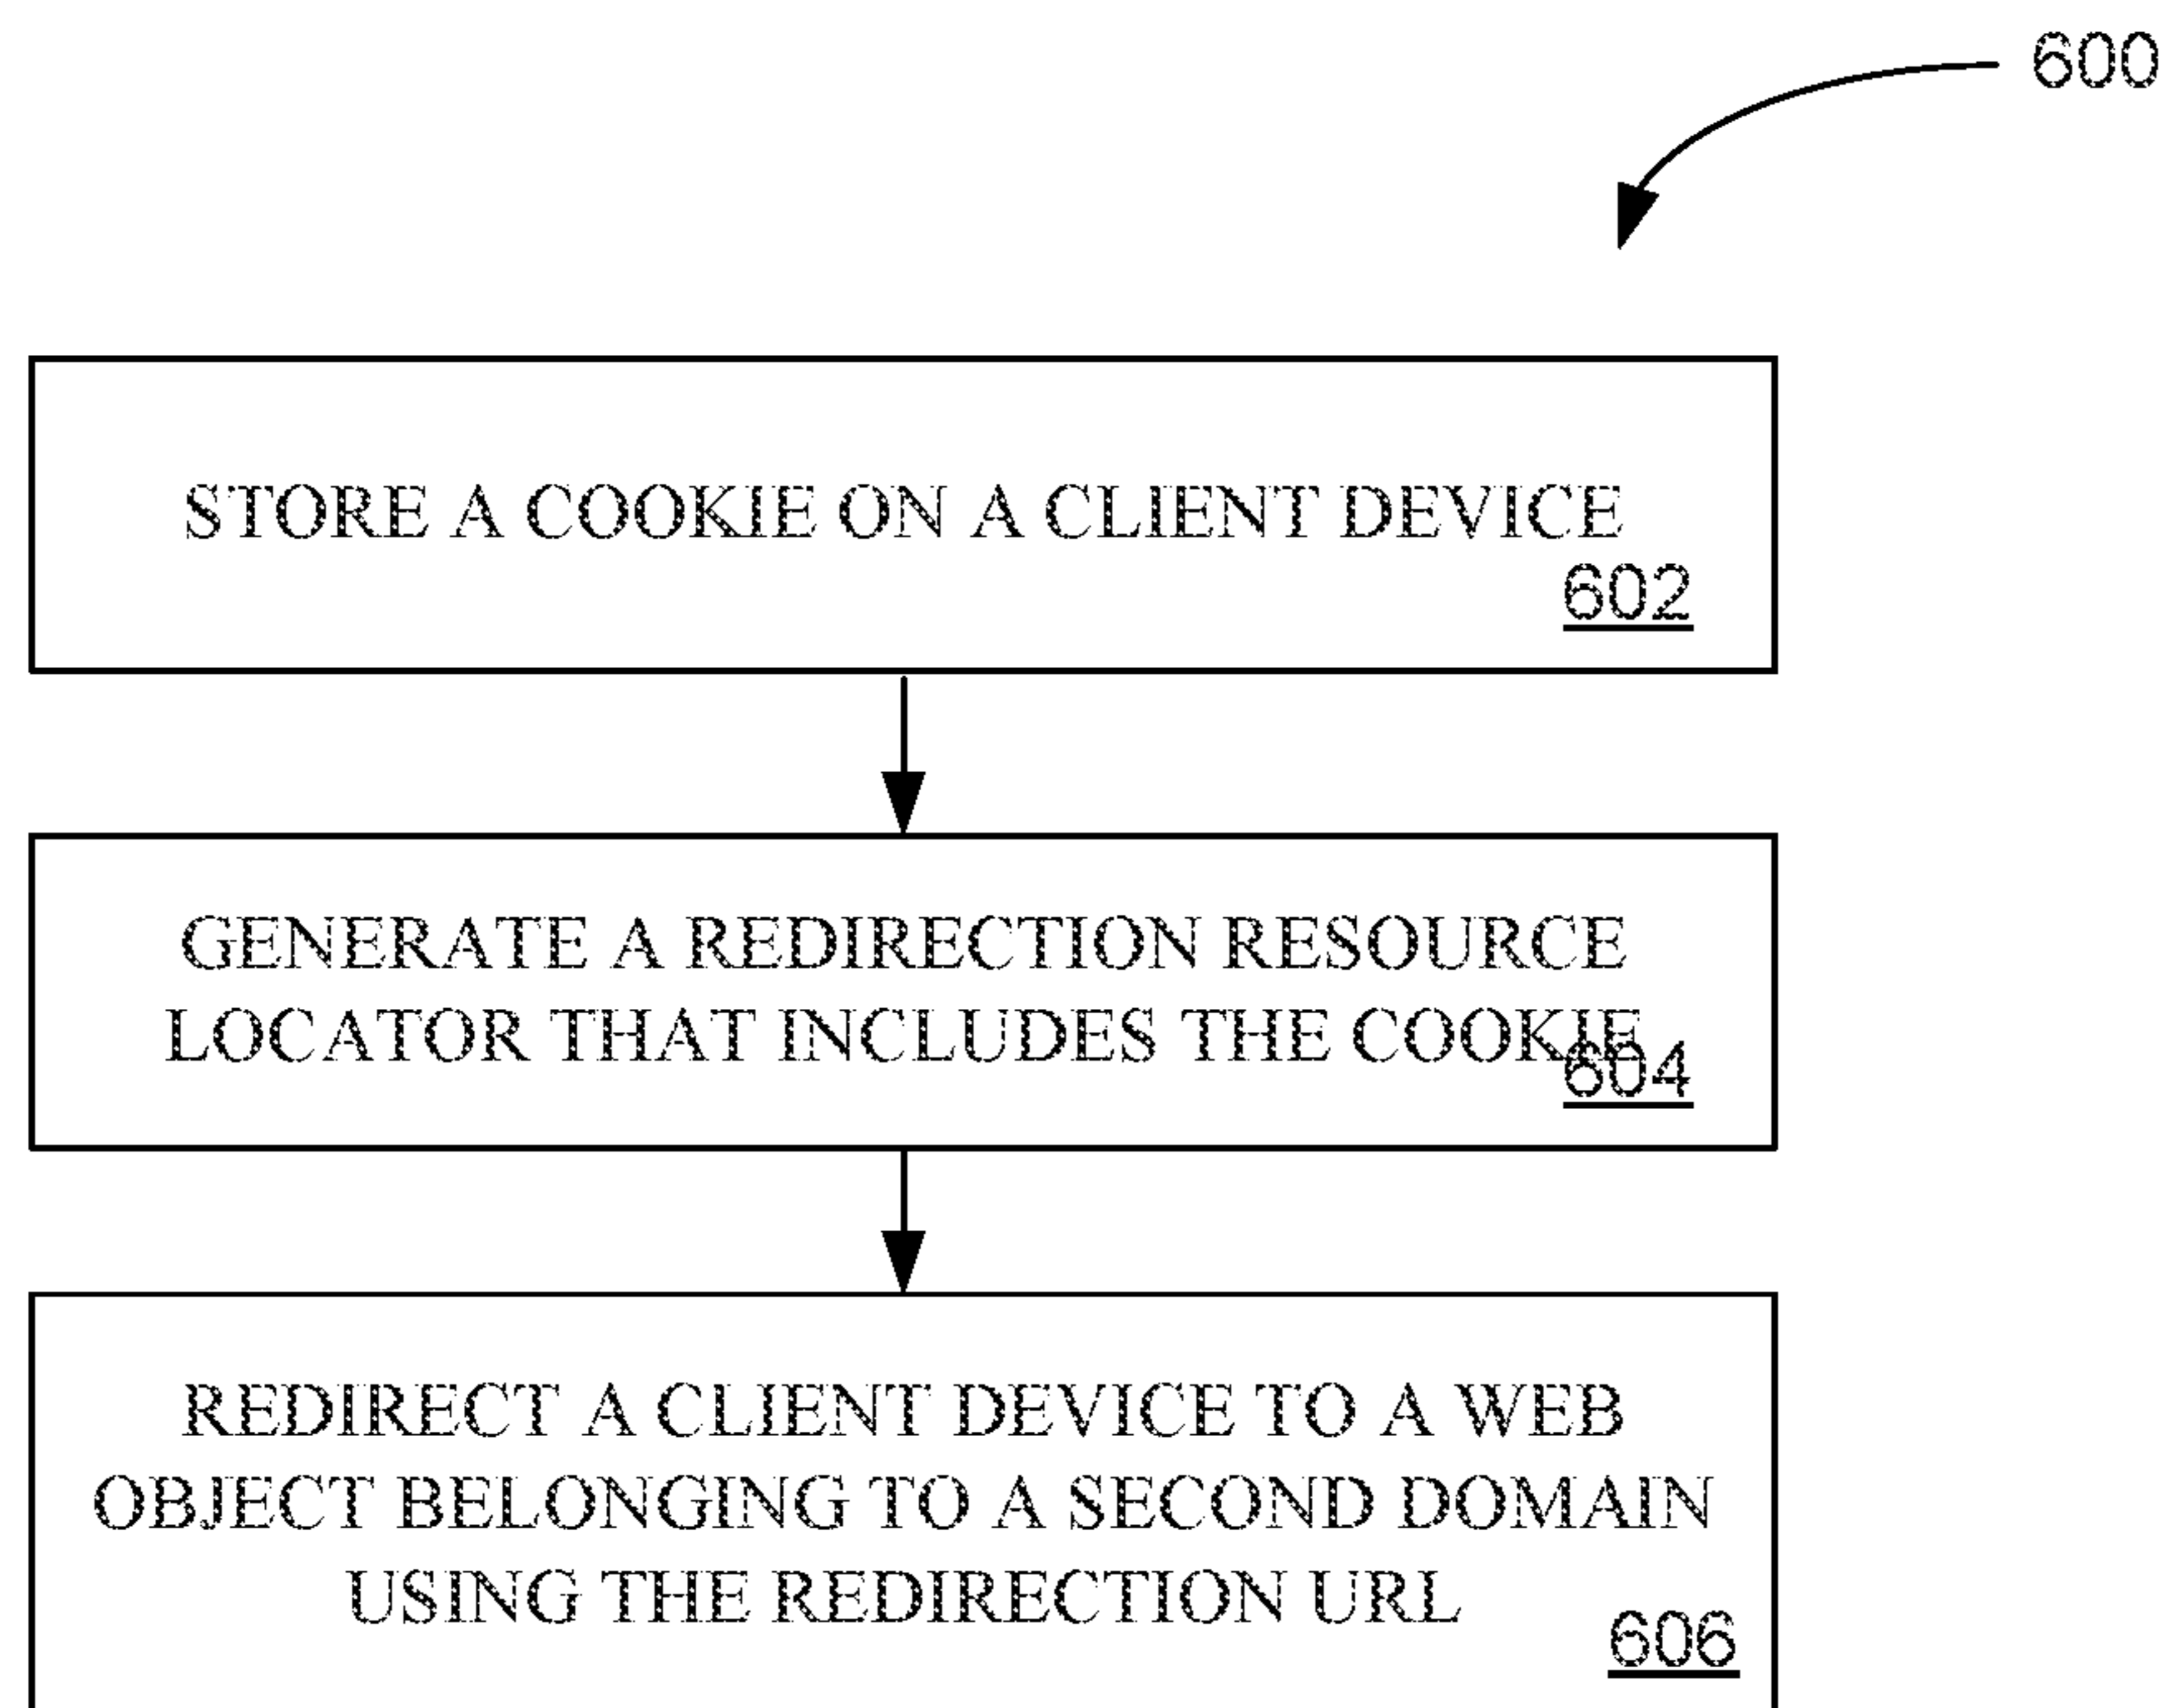 600
STORE A COOKIE ON A CLIENT DEVICE
602
GENERATE A REDIRECTION RESOURCE
LOCATOR THAT INCLUDES THE COOKIE
604
REDIRECT A CLIENT DEVICE TO A WEB
OBJECT BELONGING TO A SECOND DOMAIN
USING THE REDIRECTION URL
606